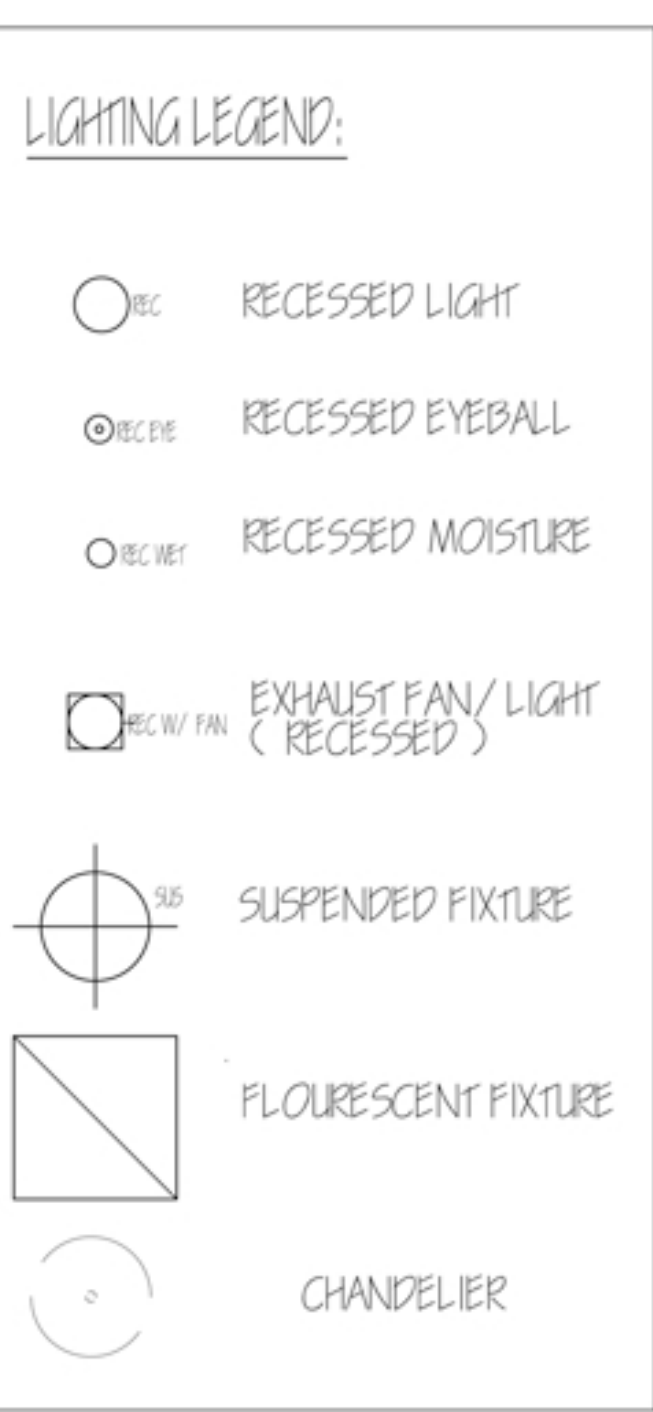 LIGHTING LEGEND:
REC RECESSED LIGHT
REC EYE RECESSED EYEBALL
REC WET RECESSED MOISTURE
REC W/ FAN EXHAUST FAN/ LIGHT
( RECESSED )
SUS SUSPENDED FIXTURE
FLOURESCENT FIXTURE
CHANDELIER